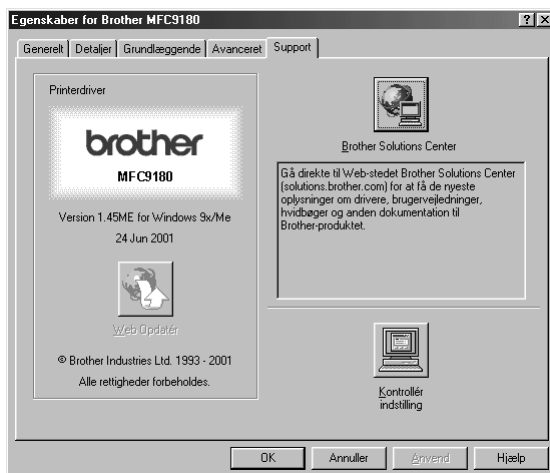 Egenskaber for Brother MFC9180
Generelt Detaljer Grundlæggende Avanceret Support
Printerdriver
brother
MFC9180
Version 1.45ME for Windows 9x/Me
24 Jun 2001
Web Opdatér
© Brother Industries Ltd. 1993 - 2001
Alle rettigheder forbeholdes.
Brother Solutions Center
Gå direkte til Web-stedet Brother Solutions Center
(solutions.brother.com) for at få de nyeste
oplysninger om drivere, brugervejledninger,
hvidbøger og anden dokumentation til
Brother-produktet.
Kontrollér
indstilling
OK Annuller Anvend Hjælp